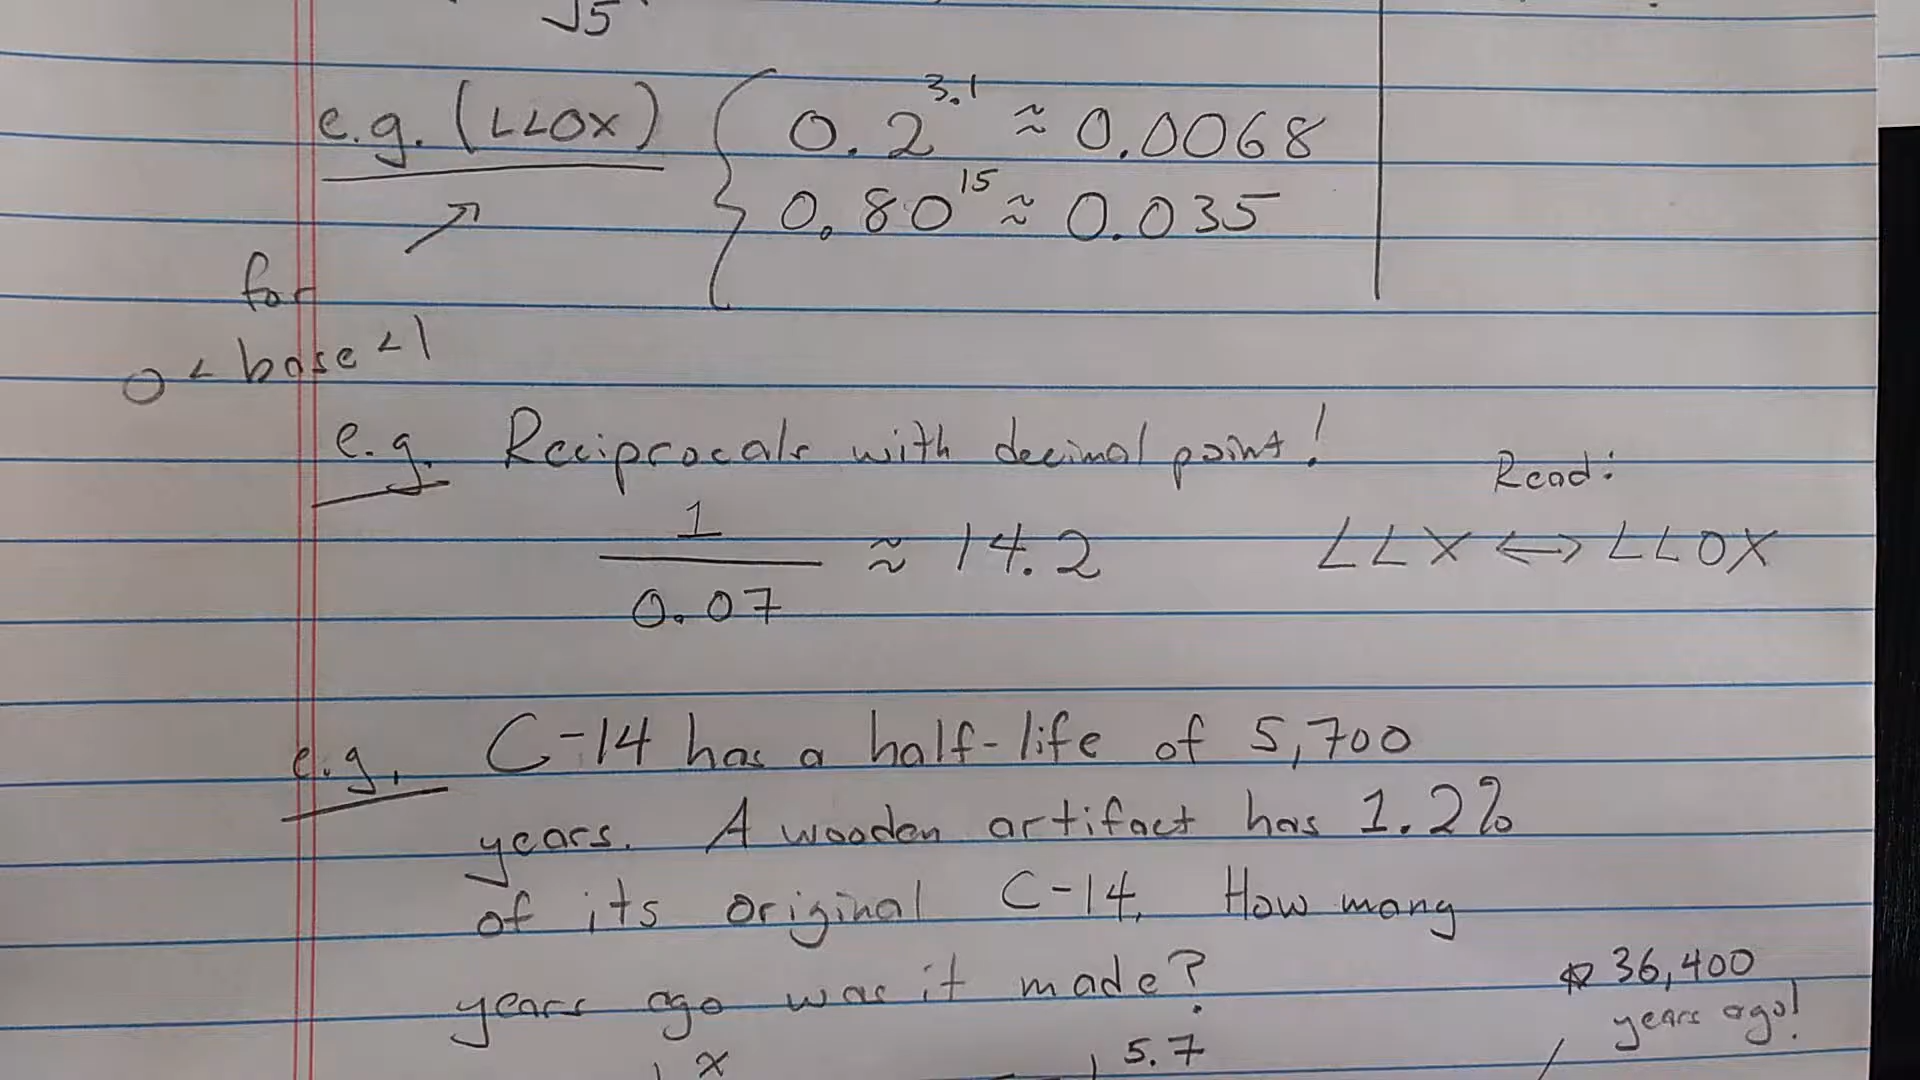 √5
e.g. (LLOX) { 0.2^3.1 ≈ 0.0068
0.80^15 ≈ 0.035
for
0 < base < 1
e.g. Reciprocals with decimal point!
Read:
1/0.07 ≈ 14.2 LLX ↔ LLOX
e.g. C-14 has a half-life of 5,700
years. A wooden artifact has 1.2%
of its original C-14. How many
years ago was it made?
36,400
years ago!
x 5.7